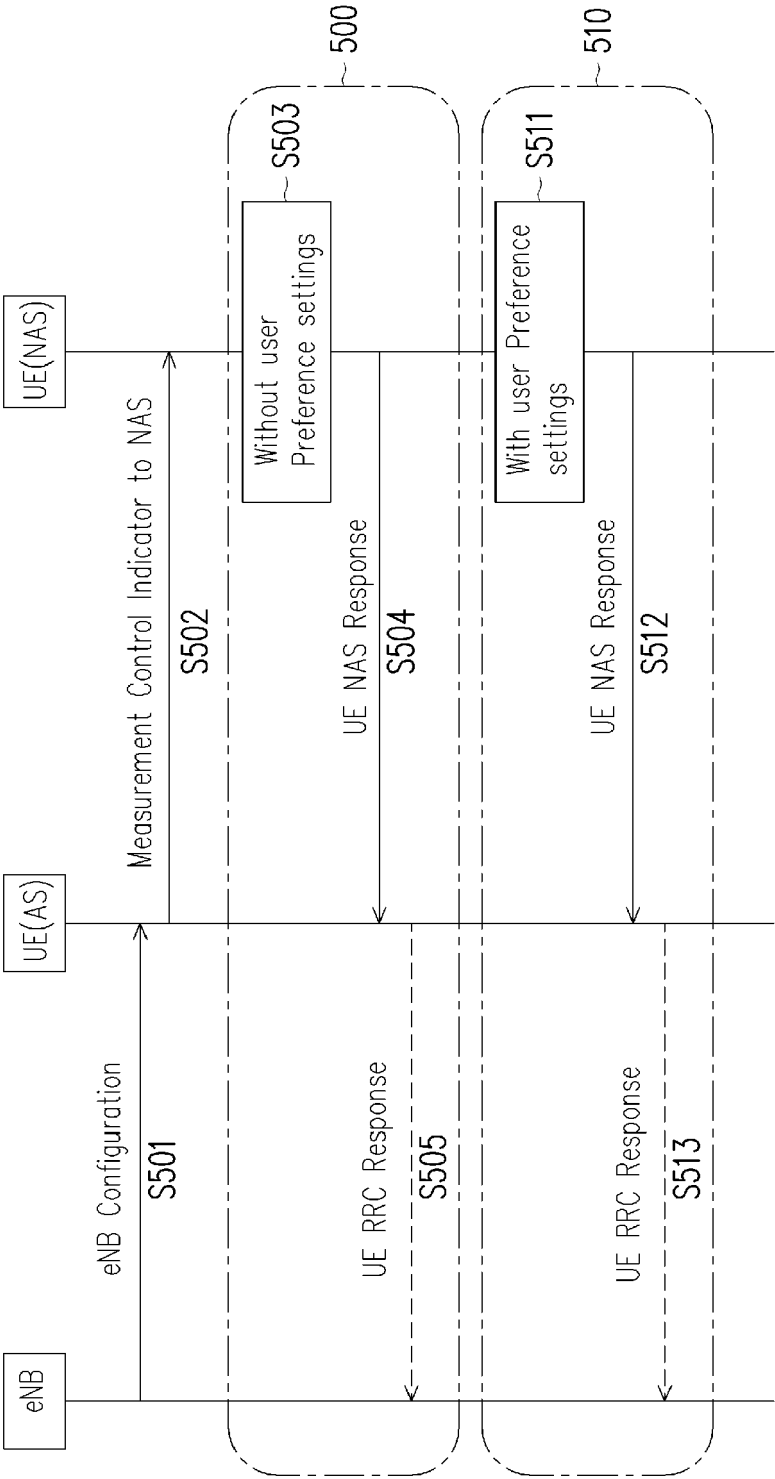 eNB
UE(AS)
UE(NAS)
eNB Configuration
S501
Measurement Control Indicator to NAS
S502
500
Without user
Preference settings
S503
UE NAS Response
S504
UE RRC Response
S505
510
With user Preference
settings
S511
UE NAS Response
S512
UE RRC Response
S513